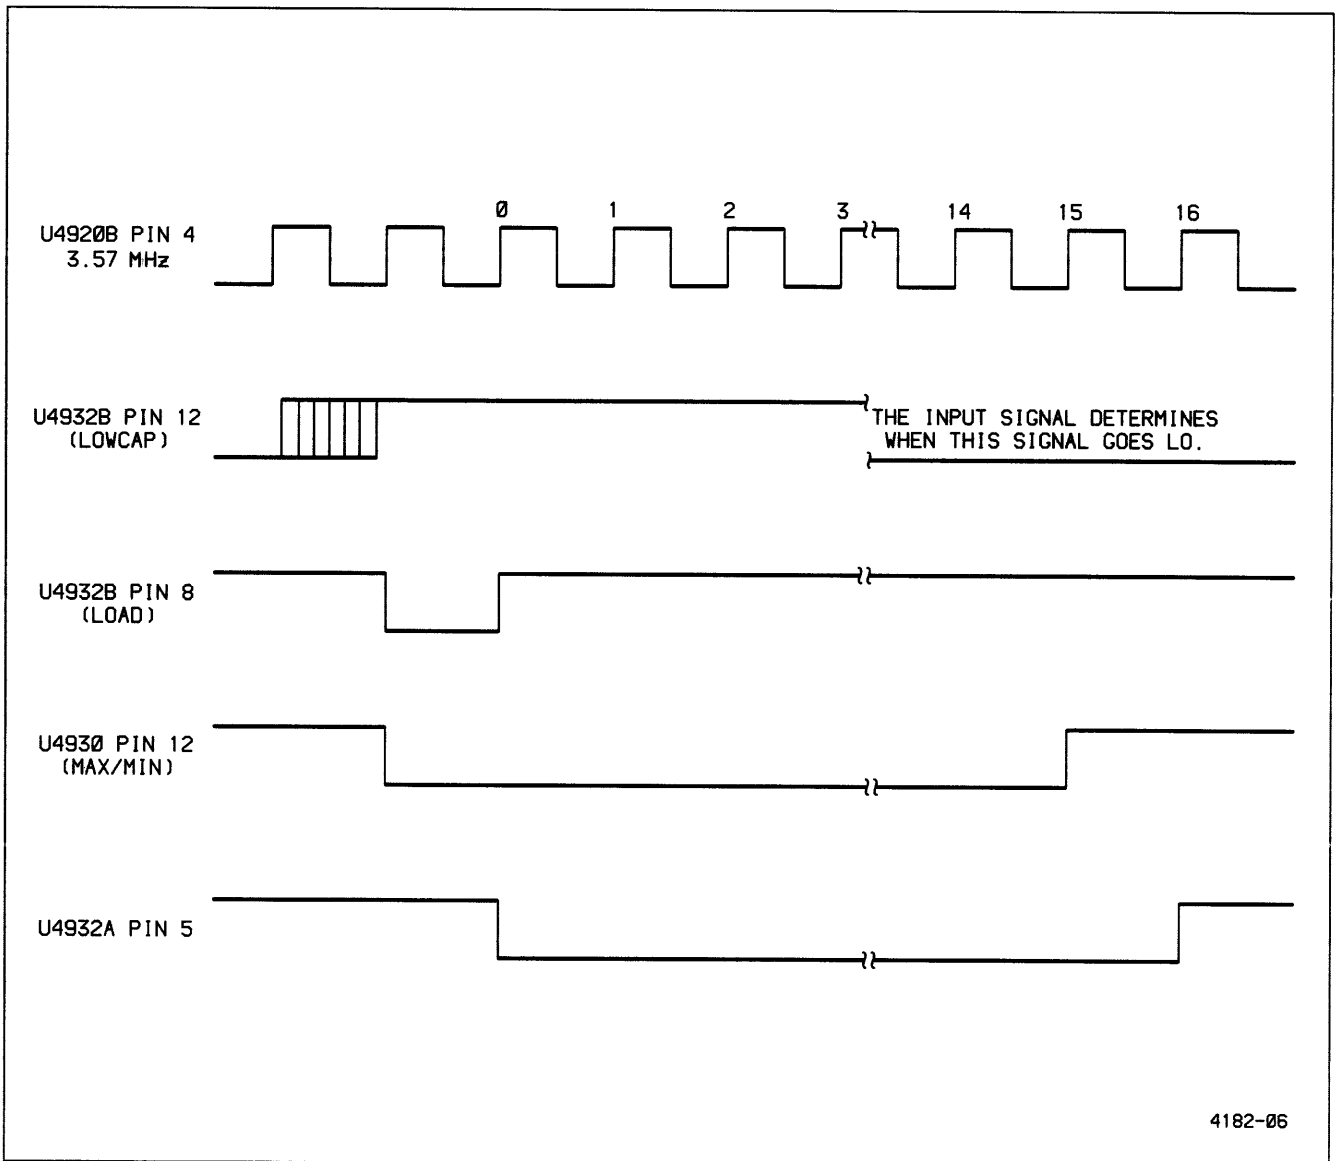 0 1 2 3 14 15 16
U4920B PIN 4
3.57 MHz
U4932B PIN 12
(LOWCAP)
THE INPUT SIGNAL DETERMINES
WHEN THIS SIGNAL GOES LO.
U4932B PIN 8
(LOAD)
U4930 PIN 12
(MAX/MIN)
U4932A PIN 5
4182-06